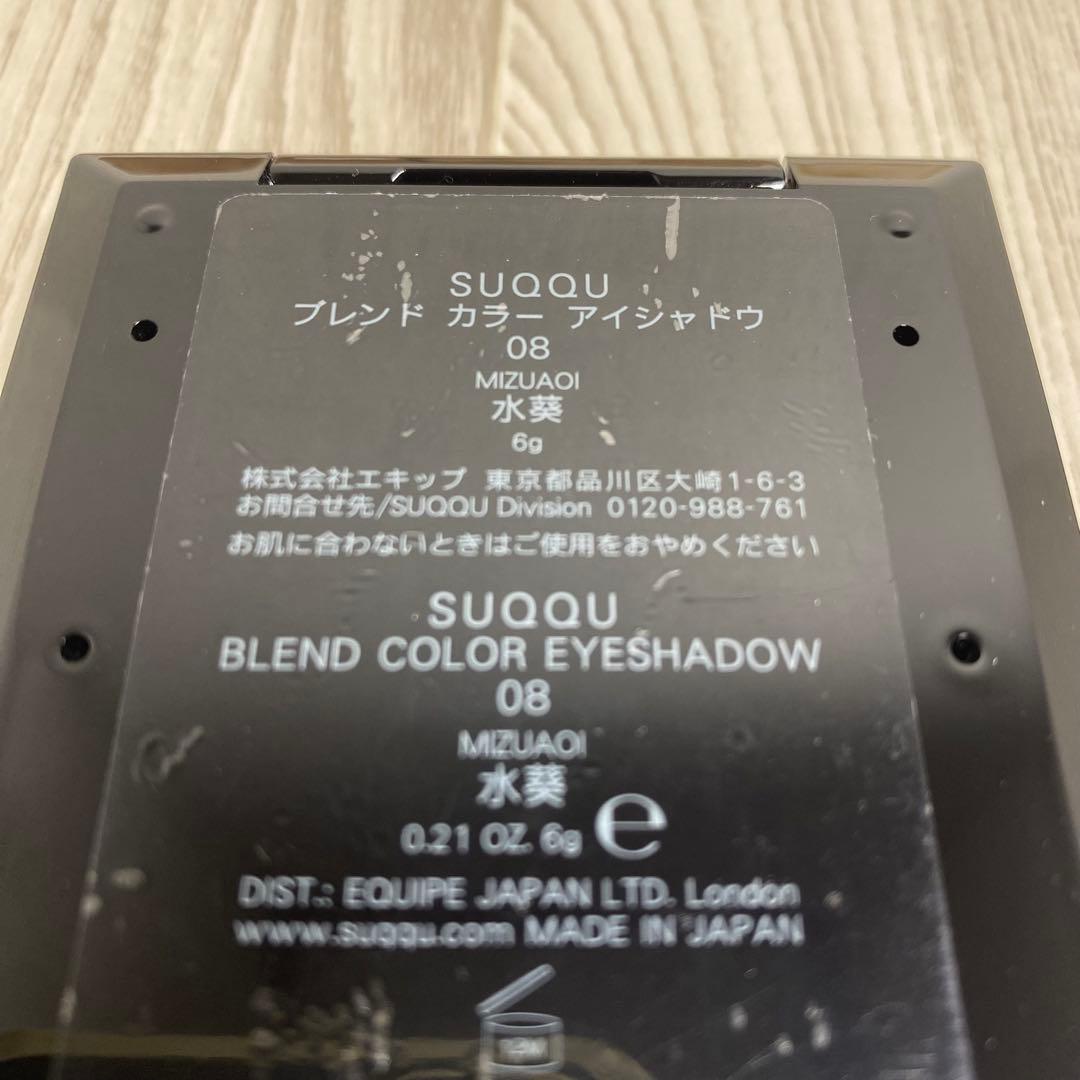 SUQQU
ブレンド カラー アイシャドウ
08
MIZUAOI
水葵
6g
株式会社エキップ 東京都品川区大崎1-6-3
お問合せ先/SUQQU Division 0120-988-761
お肌に合わないときはご使用をおやめください
SUQQU
BLEND COLOR EYESHADOW
08
MIZUAOI
水葵
0.21 OZ. 6g e
DIST.: EQUIPE JAPAN LTD. London
www.suqqu.com MADE IN JAPAN